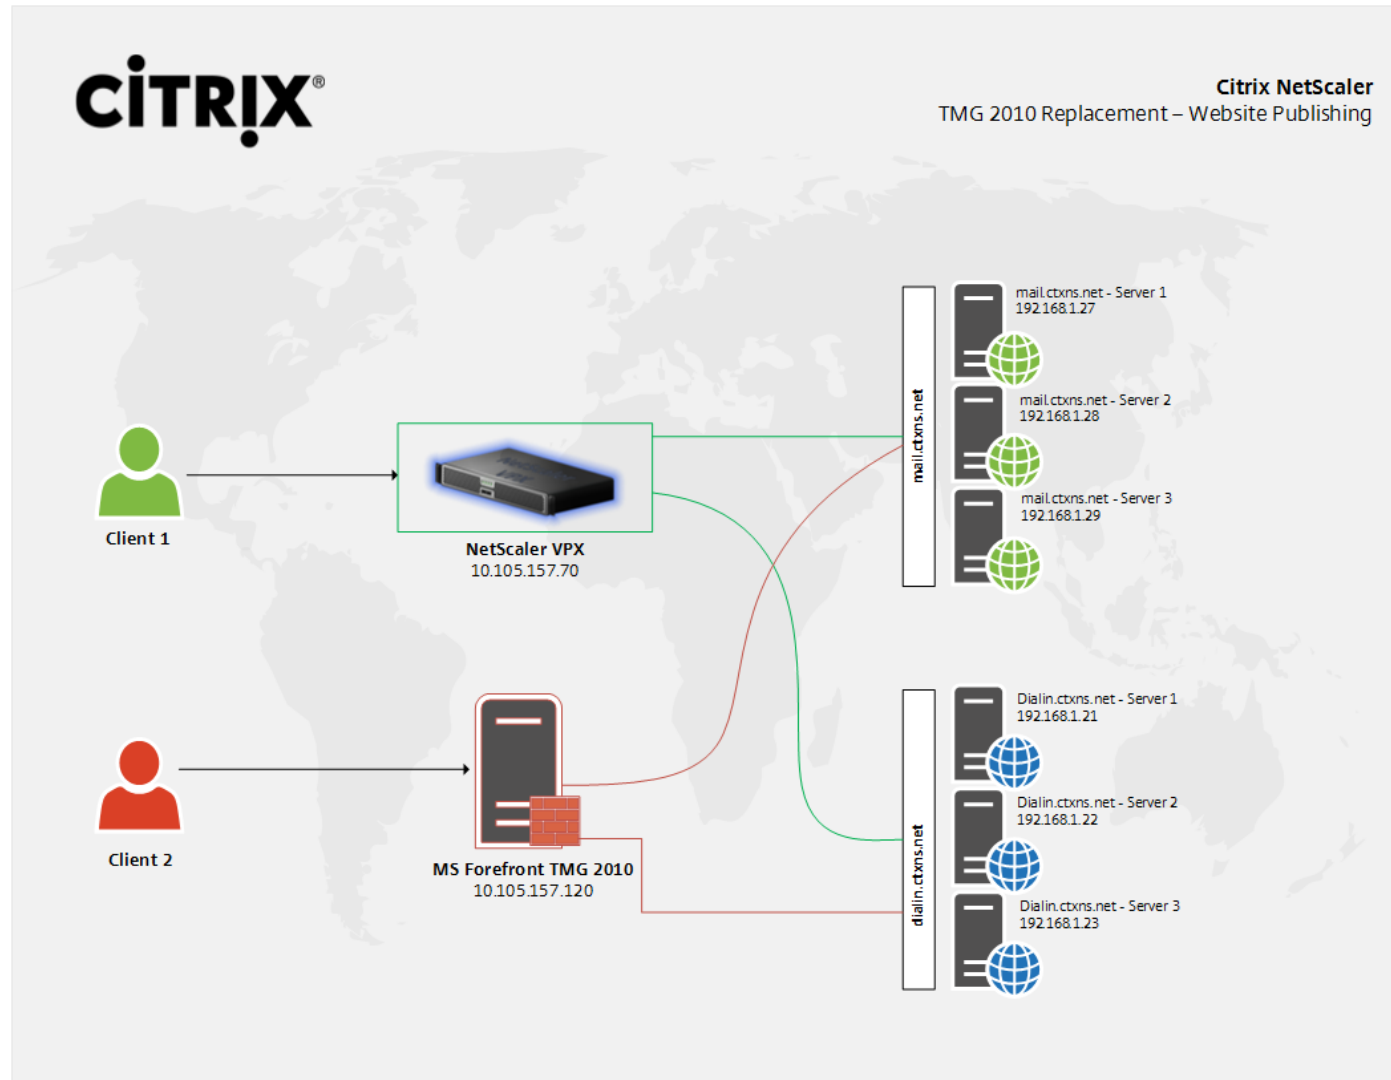 CiTRIX®
Citrix NetScaler
TMG 2010 Replacement – Website Publishing
mail.ctxns.net - Server 1
192.168.1.27
mail.ctxns.net - Server 2
192.168.1.28
mail.ctxns.net - Server 3
192.168.1.29
mail.ctxns.net
Client 1
NetScaler
VPX
NetScaler VPX
10.105.157.70
Dialin.ctxns.net - Server 1
192.168.1.21
Dialin.ctxns.net - Server 2
192.168.1.22
Dialin.ctxns.net - Server 3
192.168.1.23
dialin.ctxns.net
Client 2
MS Forefront TMG 2010
10.105.157.120